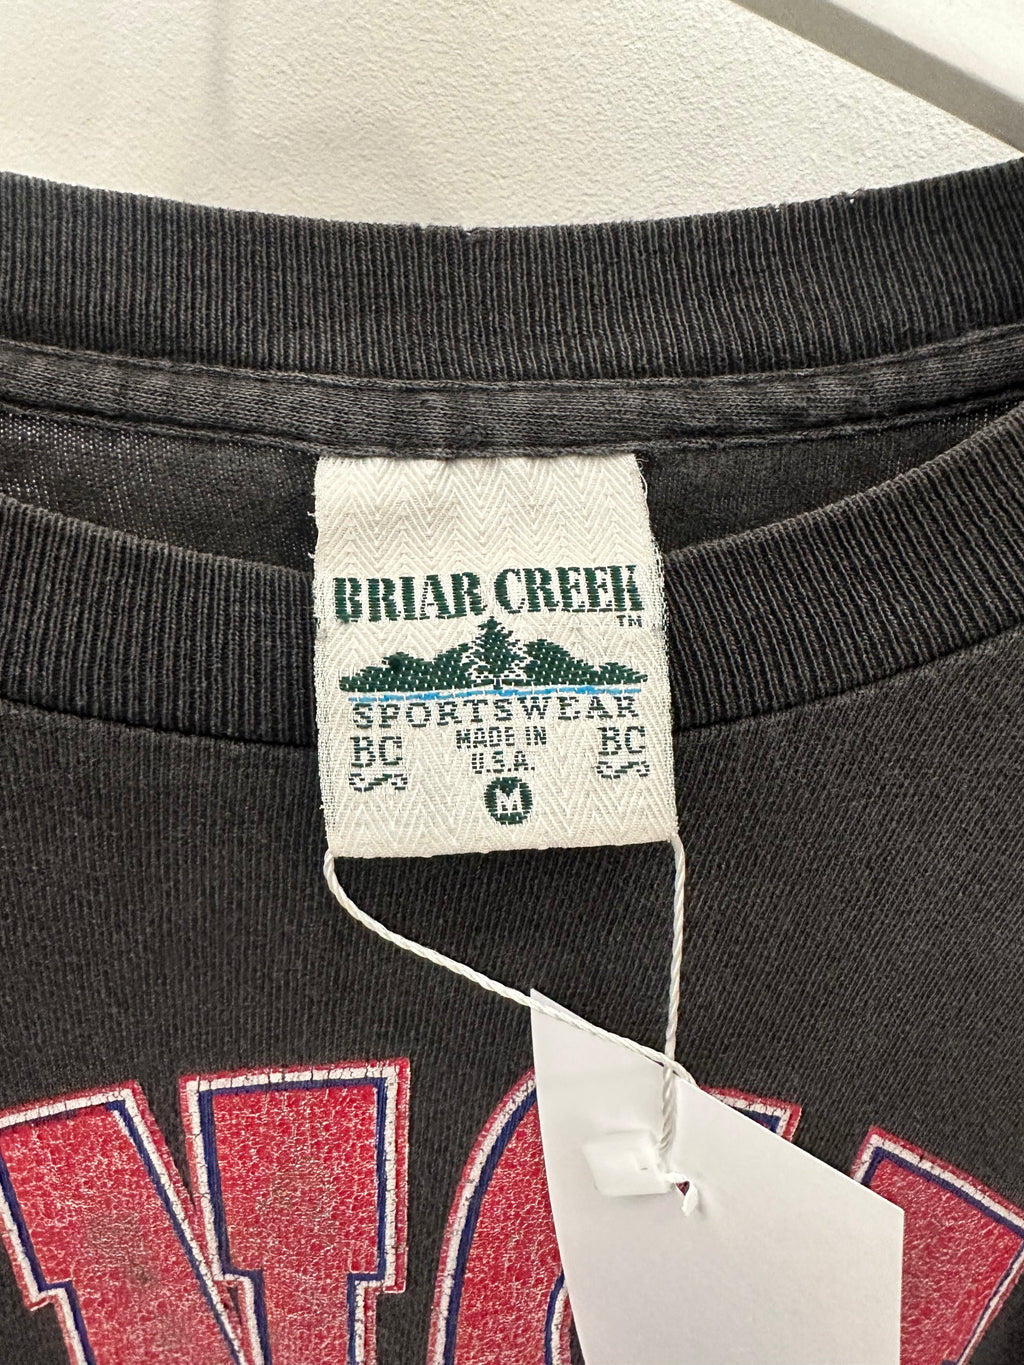 BRIAR CREEK
TM
SPORTSWEAR
BC MADE IN BC
U.S.A.
M
N